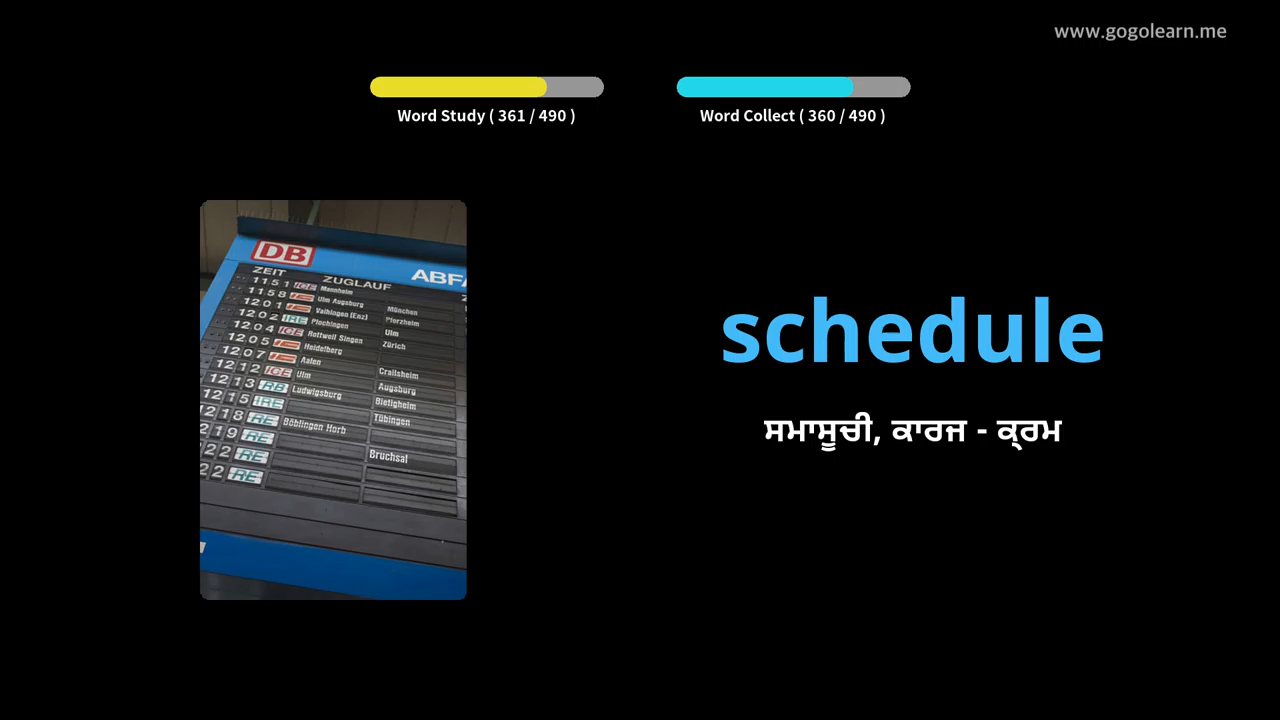 www.gogolearn.me
Word Study ( 361 / 490 )
Word Collect ( 360 / 490 )
DB
ZEIT ZUGLAUF ABFA
1151 ICE Mannheim
1158 Ulm Augsburg München
1201 Vaihingen (Enz) Pforzheim
1202 IRE Plochingen Ulm
1204 ICE Rottweil Singen Zürich
1205 Heidelberg
1207 Aalen Crailsheim
1212 ICE Ulm Augsburg
1213 RB Ludwigsburg Bietigheim
1215 IRE Tübingen
1218 RE Böblingen Horb
219 RE
22 RE Bruchsal
22 RE
schedule
ਸਮਾਸੂਚੀ, ਕਾਰਜ - ਕ੍ਰਮ